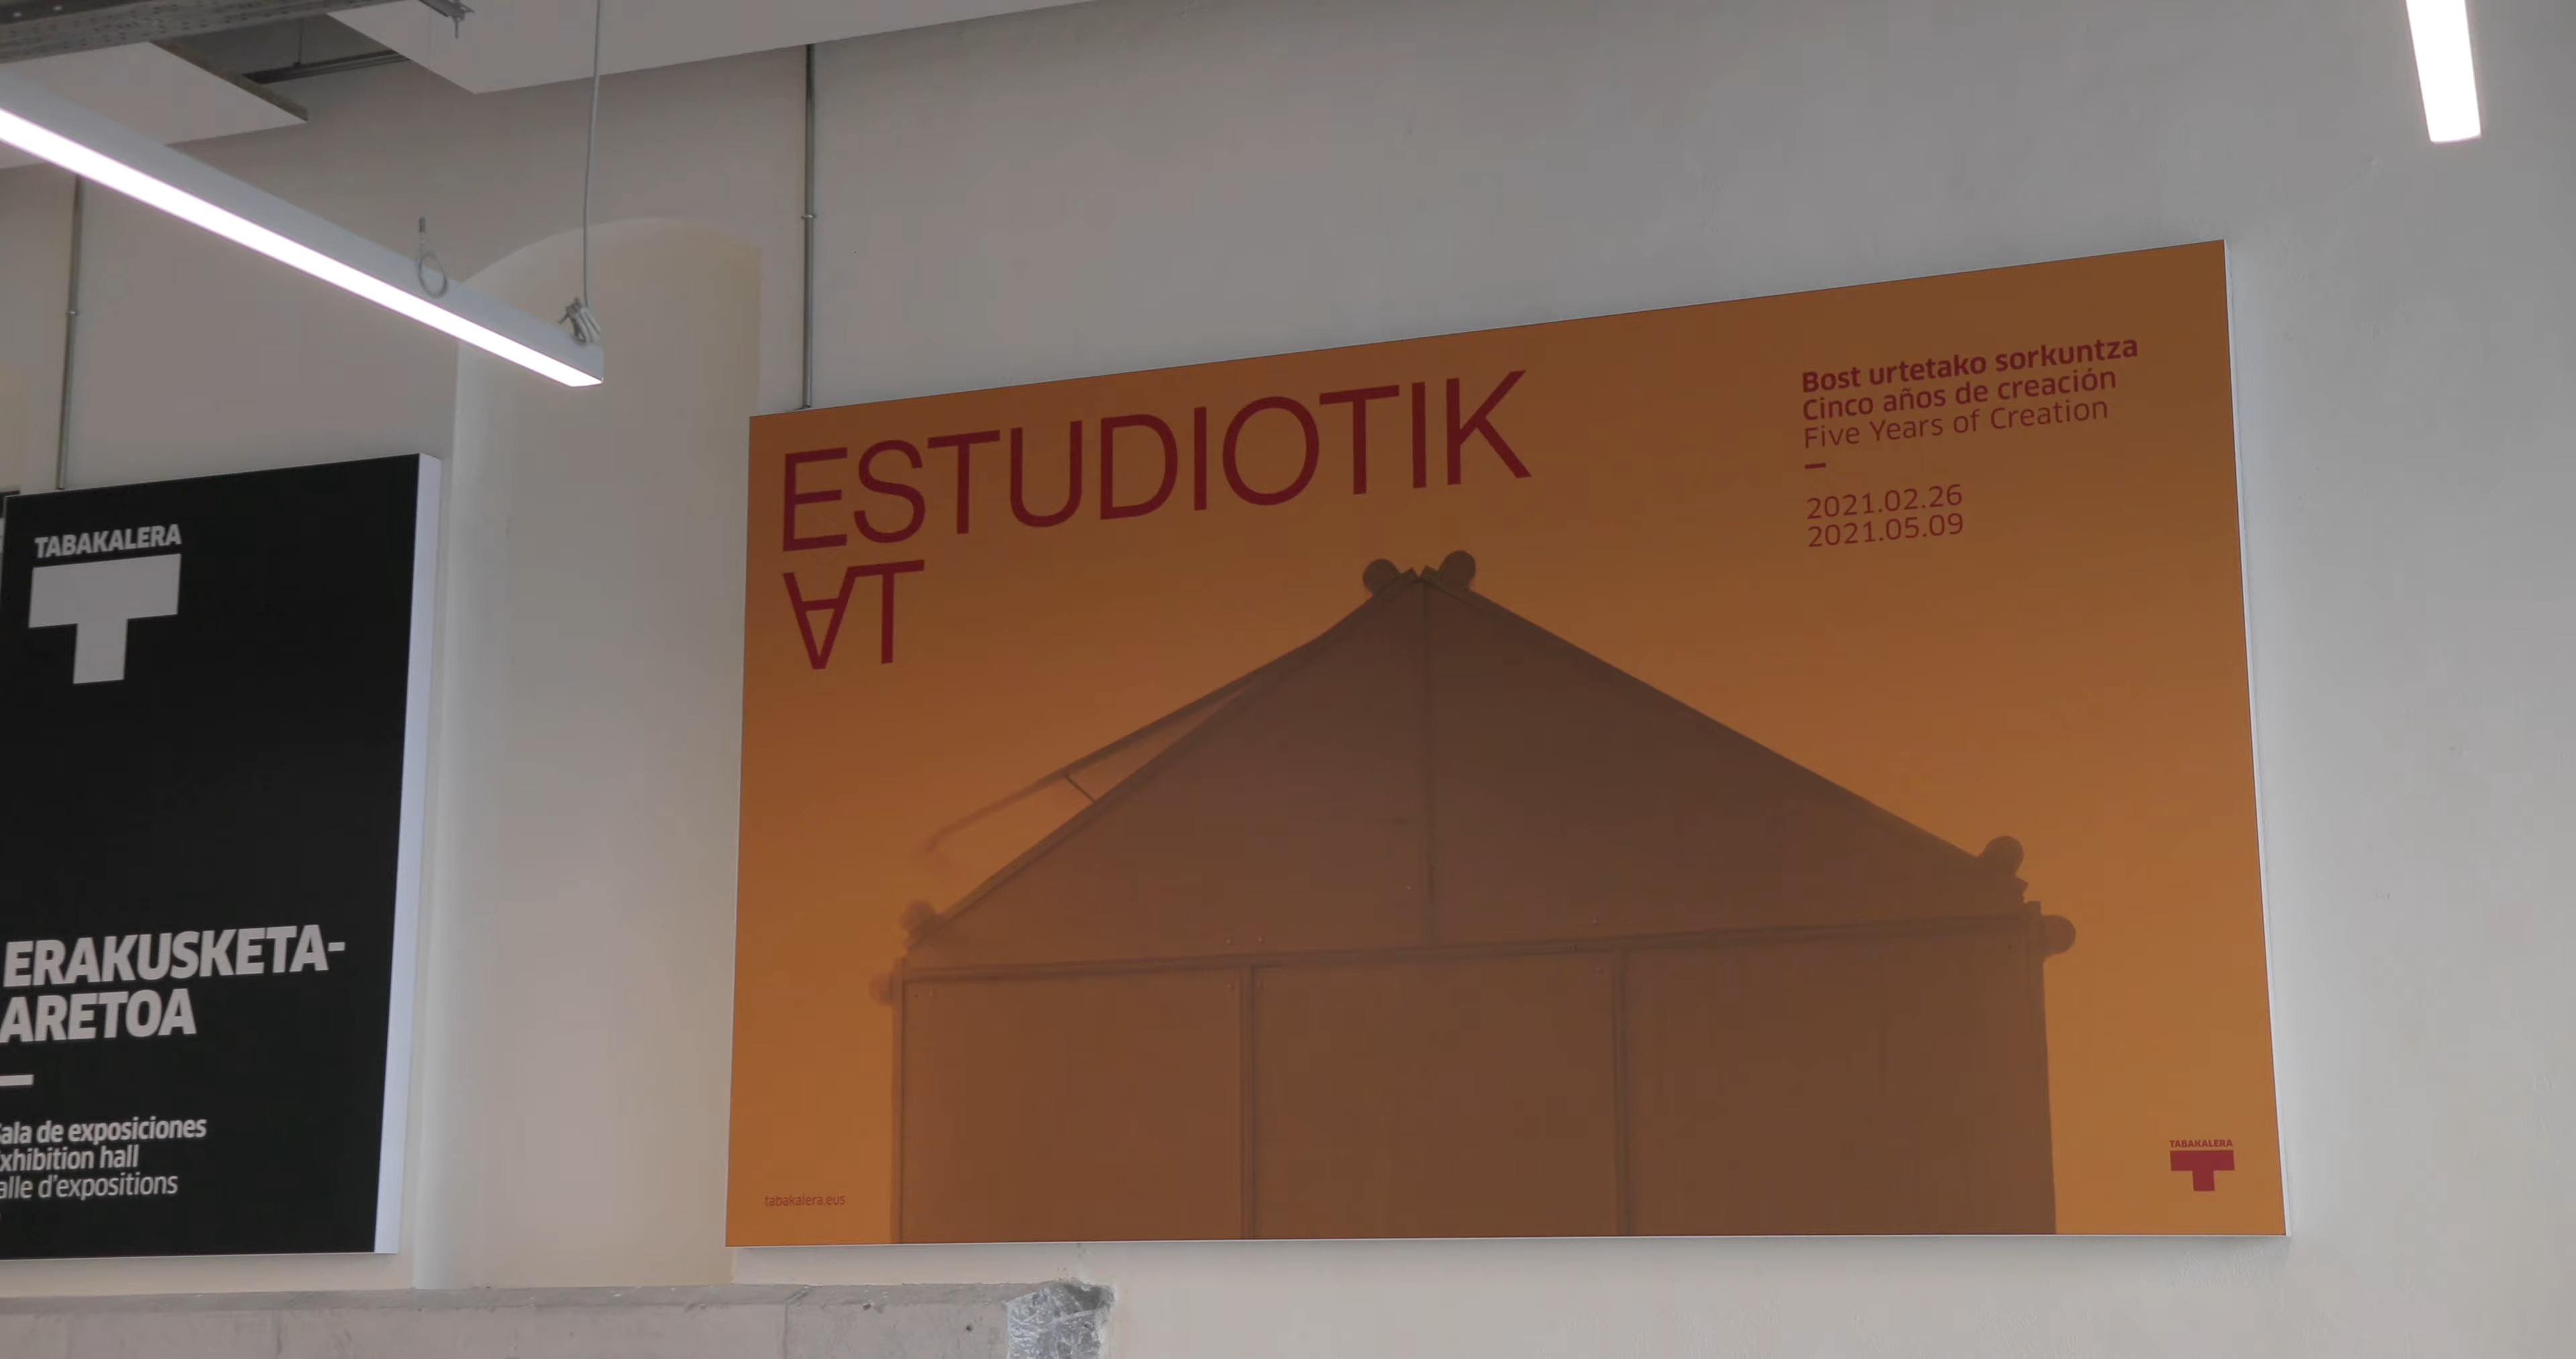 TABAKALERA
ERAKUSKETA-
ARETOA
ala de exposiciones
xhibition hall
alle d'expositions
ESTUDIOTIK
∀T
Bost urtetako sorkuntza
Cinco años de creación
Five Years of Creation
2021.02.26
2021.05.09
tabakalera.eus
TABAKALERA